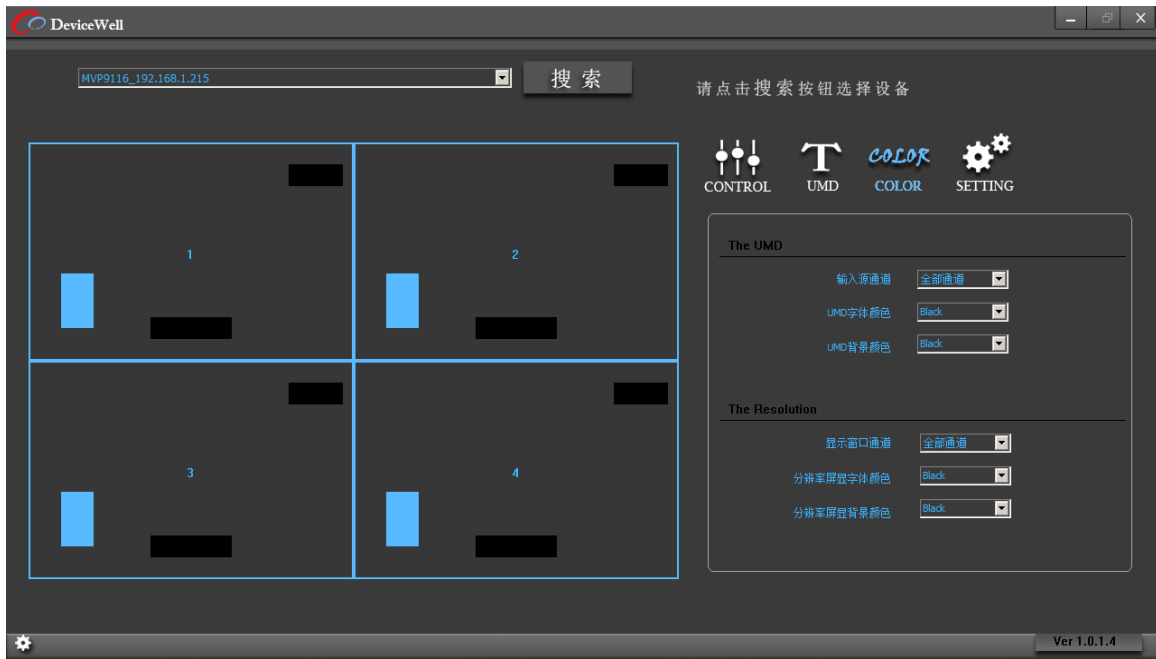 DeviceWell
MVP9116_192.168.1.215
搜索
请点击搜索按钮选择设备
COLOR
CONTROL
UMD
COLOR
SETTING
1
2
3
4
The UMD
输入源通道
全部通道
UMD字体颜色
Black
UMD背景颜色
Black
The Resolution
显示窗口通道
全部通道
分辨率屏显字体颜色
Black
分辨率屏显背景颜色
Black
Ver 1.0.1.4